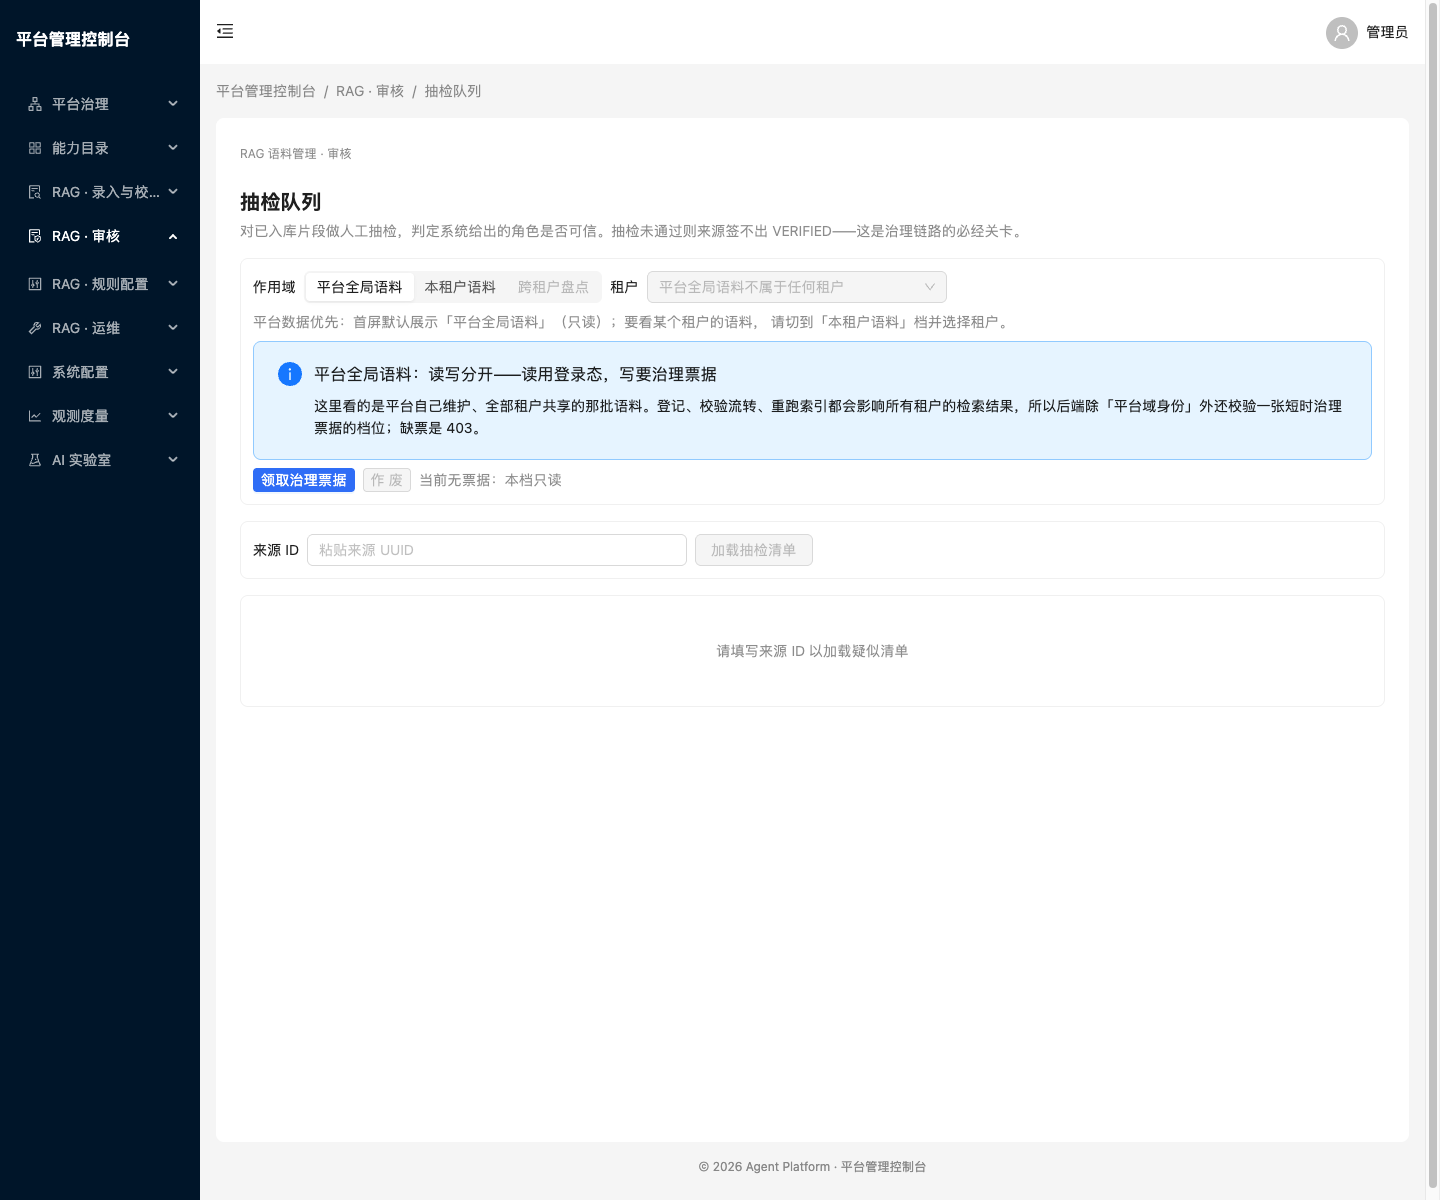 平台管理控制台
平台治理
能力目录
RAG · 录入与校...
RAG · 审核
RAG · 规则配置
RAG · 运维
系统配置
观测度量
AI 实验室
管理员
平台管理控制台 / RAG · 审核 / 抽检队列
RAG 语料管理 · 审核
抽检队列
对已入库片段做人工抽检，判定系统给出的角色是否可信。抽检未通过则来源签不出 VERIFIED——这是治理链路的必经关卡。
作用域 平台全局语料 本租户语料 跨租户盘点 租户 平台全局语料不属于任何租户
平台数据优先：首屏默认展示「平台全局语料」（只读）；要看某个租户的语料， 请切到「本租户语料」档并选择租户。
平台全局语料：读写分开——读用登录态，写要治理票据
这里看的是平台自己维护、全部租户共享的那批语料。登记、校验流转、重跑索引都会影响所有租户的检索结果，所以后端除「平台域身份」外还校验一张短时治理
票据的档位；缺票是 403。
领取治理票据 作 废 当前无票据：本档只读
来源 ID 粘贴来源 UUID 加载抽检清单
请填写来源 ID 以加载疑似清单
© 2026 Agent Platform · 平台管理控制台